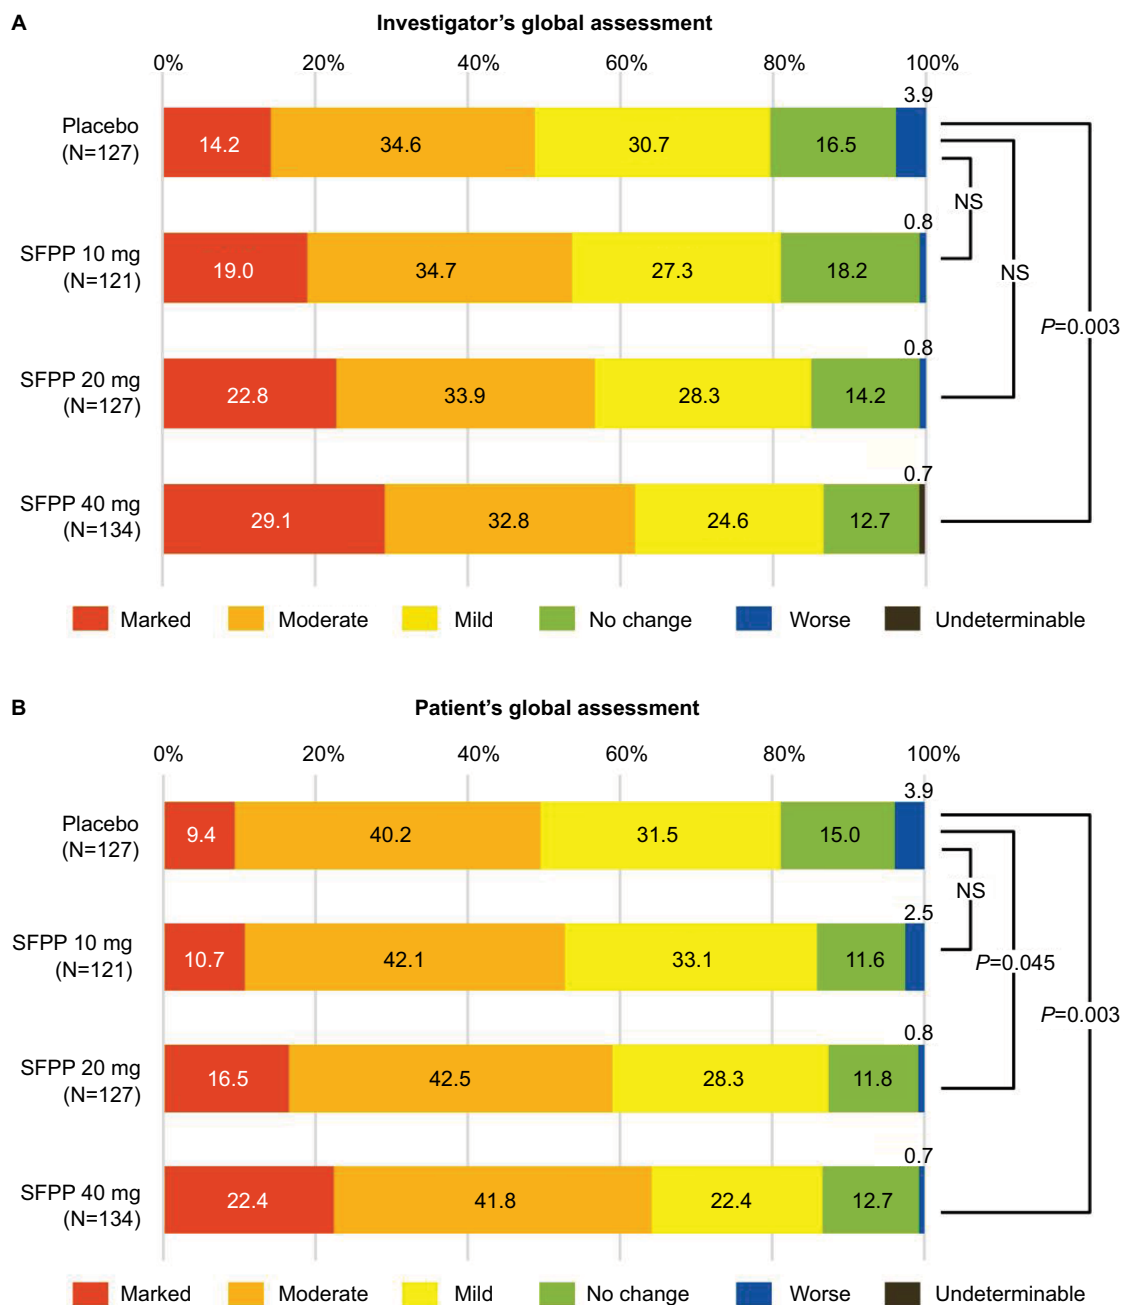 A
Investigator’s global assessment
0% 20% 40% 60% 80% 100%
3.9
Placebo
(N=127)
14.2 34.6 30.7 16.5
NS
0.8
SFPP 10 mg
(N=121)
19.0 34.7 27.3 18.2
NS
P=0.003
0.8
SFPP 20 mg
(N=127)
22.8 33.9 28.3 14.2
0.7
SFPP 40 mg
(N=134)
29.1 32.8 24.6 12.7
Marked Moderate Mild No change Worse Undeterminable
B
Patient’s global assessment
0% 20% 40% 60% 80% 100%
3.9
Placebo
(N=127)
9.4 40.2 31.5 15.0
NS
2.5
SFPP 10 mg
(N=121)
10.7 42.1 33.1 11.6
P=0.045
P=0.003
0.8
SFPP 20 mg
(N=127)
16.5 42.5 28.3 11.8
0.7
SFPP 40 mg
(N=134)
22.4 41.8 22.4 12.7
Marked Moderate Mild No change Worse Undeterminable